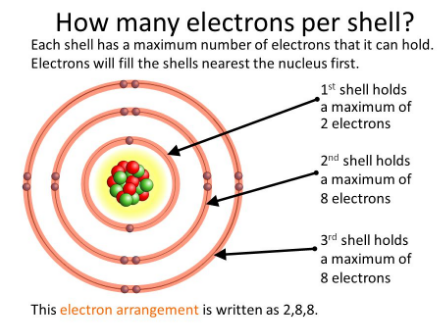 How many electrons per shell?
Each shell has a maximum number of electrons that it can hold.
Electrons will fill the shells nearest the nucleus first.
1st shell holds
a maximum of
2 electrons
2nd shell holds
a maximum of
8 electrons
3rd shell holds
a maximum of
8 electrons
This electron arrangement is written as 2,8,8.